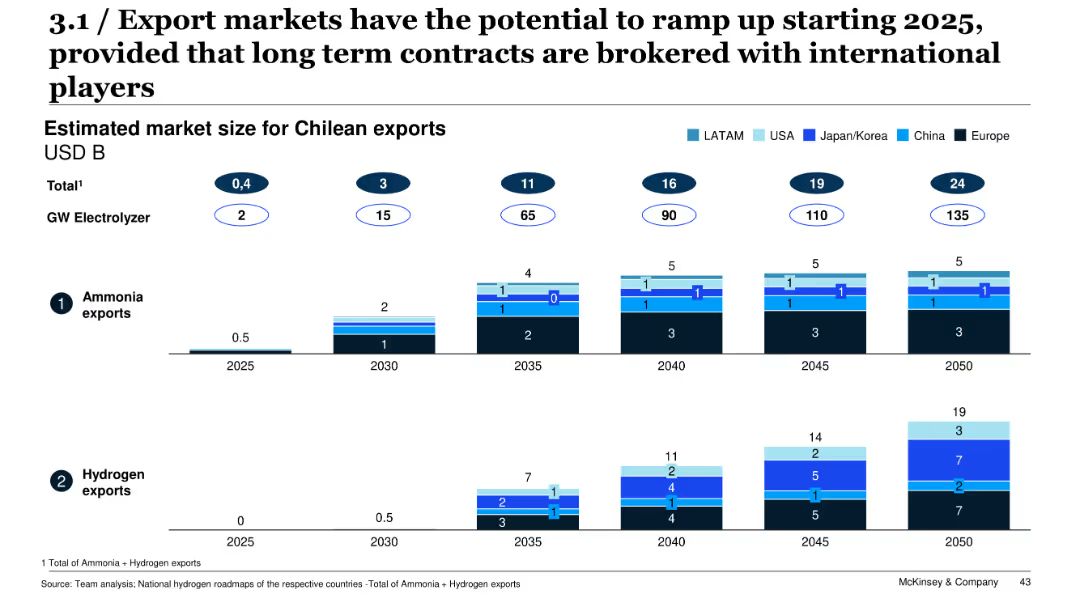 3.1 / Export markets have the potential to ramp up starting 2025,
provided that long term contracts are brokered with international
players
Estimated market size for Chilean exports
USD B
LATAM USA Japan/Korea China Europe
Total1 0,4 3 11 16 19 24
GW Electrolyzer 2 15 65 90 110 135
1 Ammonia
exports
0.5
2
1
4
1
0
1
2
5
1
1
1
3
5
1
1
1
3
5
1
1
1
3
2025 2030 2035 2040 2045 2050
2 Hydrogen
exports
0
0.5
7
1
2
1
3
11
2
4
1
4
14
2
5
1
5
19
3
7
2
7
2025 2030 2035 2040 2045 2050
1 Total of Ammonia + Hydrogen exports
Source: Team analysis; National hydrogen roadmaps of the respective countries -Total of Ammonia + Hydrogen exports
McKinsey & Company 43